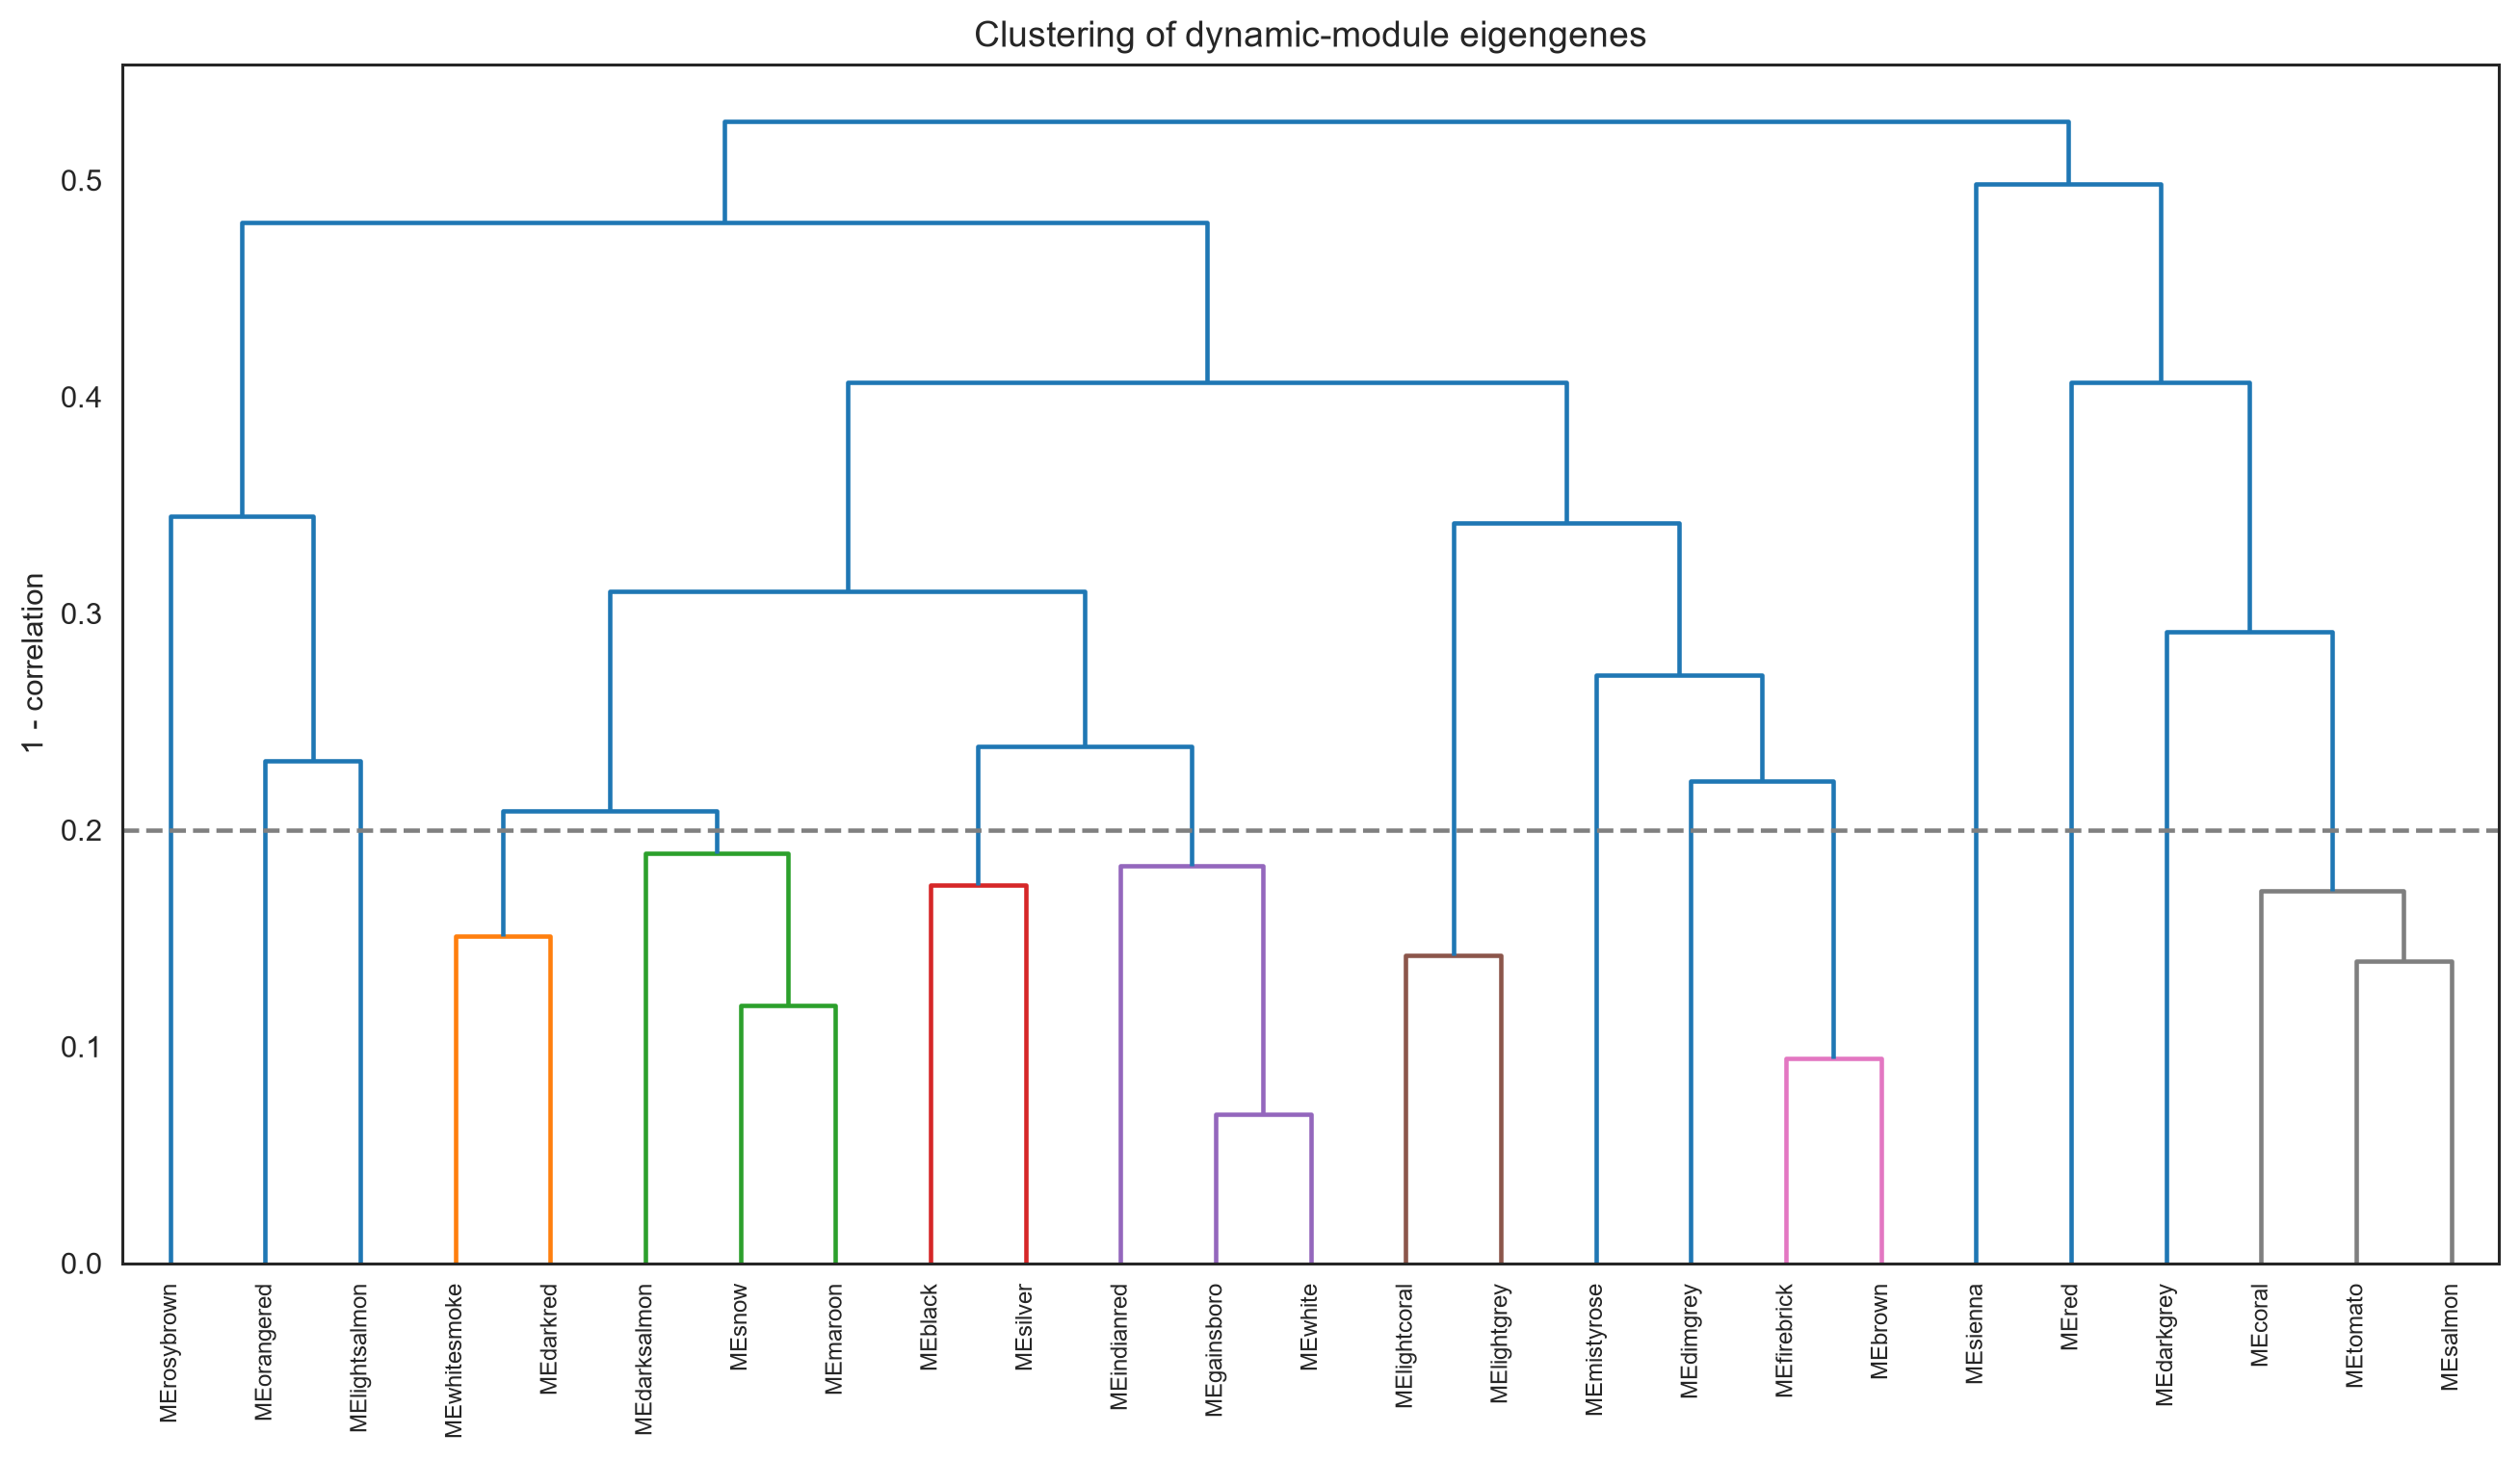 Clustering of dynamic-module eigengenes
1 - correlation
0.5
0.4
0.3
0.2
0.1
0.0
MErosybrown
MEorangered
MElightsalmon
MEwhitesmoke
MEdarkred
MEdarksalmon
MEsnow
MEmaroon
MEblack
MEsilver
MEindianred
MEgainsboro
MEwhite
MElightcoral
MElightgrey
MEmistyrose
MEdimgrey
MEfirebrick
MEbrown
MEsienna
MEred
MEdarkgrey
MEcoral
MEtomato
MEsalmon